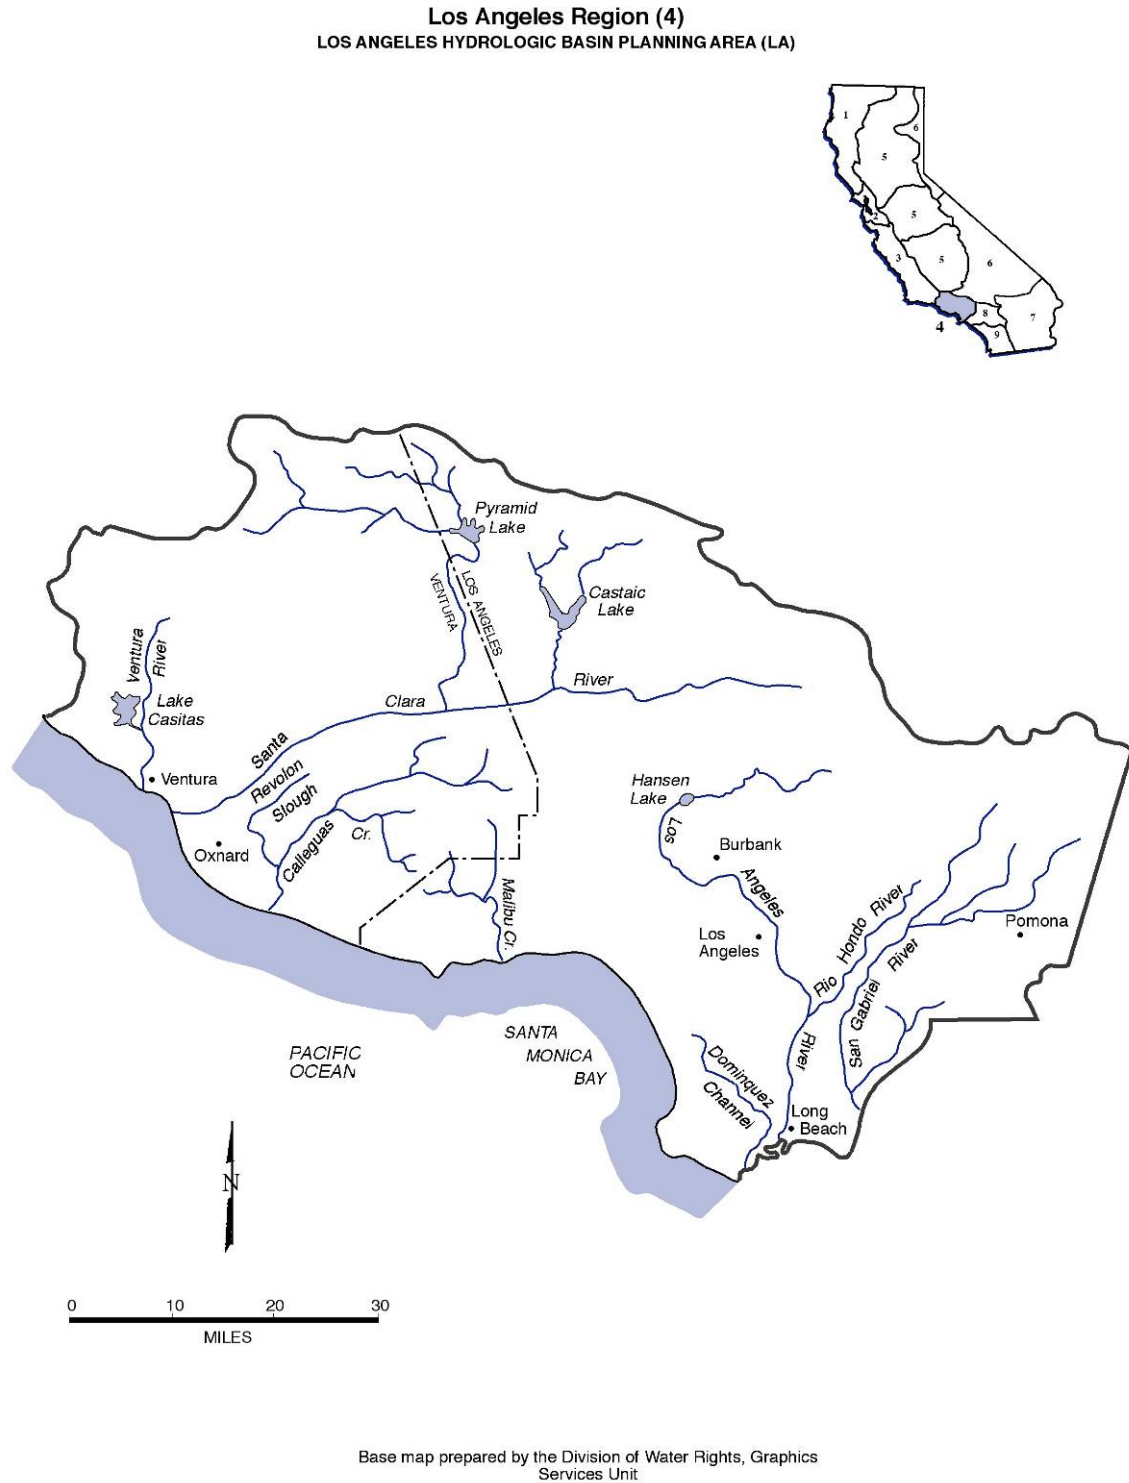 Los Angeles Region (4)
LOS ANGELES HYDROLOGIC BASIN PLANNING AREA (LA)
1
6
5
2
5
3
5
6
4
8
7
9
Pyramid
Lake
VENTURA
LOS ANGELES
Castaic
Lake
Ventura
River
Lake
Casitas
Santa
Clara
River
Ventura
Revolon
Slough
Oxnard
Calleguas
Cr.
Malibu Cr.
Hansen
Lake
Los
Angeles
River
Burbank
Los
Angeles
Rio Hondo River
San Gabriel River
Pomona
Dominquez
Channel
Long
Beach
PACIFIC
OCEAN
SANTA
MONICA
BAY
N
0 10 20 30
MILES
Base map prepared by the Division of Water Rights, Graphics
Services Unit